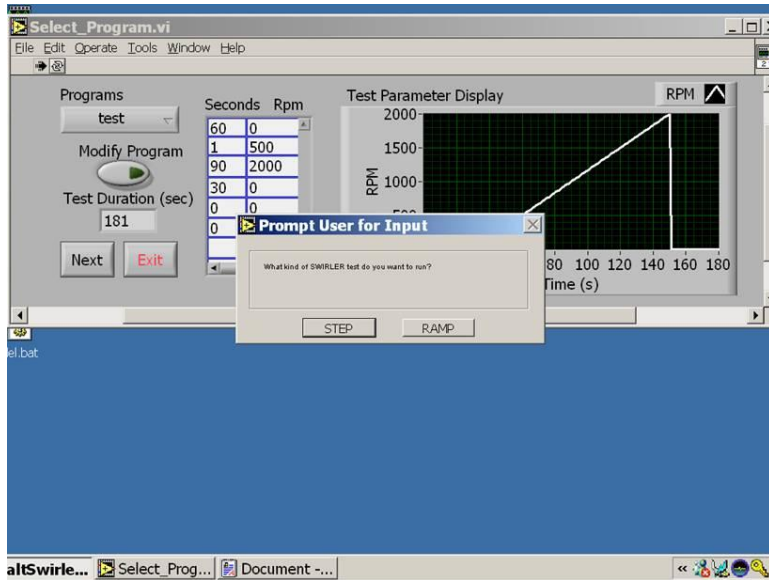 Select_Program.vi
File Edit Operate Tools Window Help
2
Programs
test
Modify Program
Test Duration (sec)
181
Next Exit
Seconds Rpm
60 0
1 500
90 2000
30 0
0 0
0
Test Parameter Display
RPM
2000
1500
1000
500
RPM
80 100 120 140 160 180
Time (s)
Prompt User for Input
What kind of SWIRLER test do you want to run?
STEP RAMP
el.bat
altSwirle... Select_Prog... Document -...
«